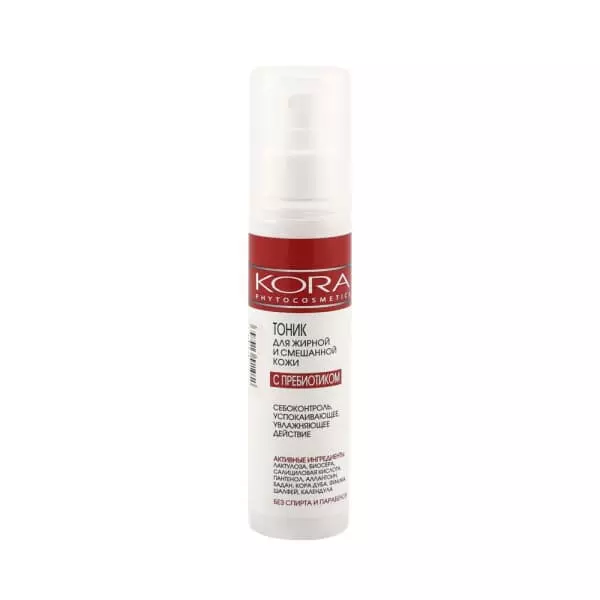 KORA
PHYTOCOSMETICS
ТОНИК
ДЛЯ ЖИРНОЙ
И СМЕШАННОЙ
КОЖИ
С ПРЕБИОТИКОМ
СЕБОКОНТРОЛЬ,
УСПОКАИВАЮЩЕЕ,
УВЛАЖНЯЮЩЕЕ
ДЕЙСТВИЕ
АКТИВНЫЕ ИНГРЕДИЕНТЫ:
ЛАКТУЛОЗА, БИОСЕРА,
САЛИЦИЛОВАЯ КИСЛОТА,
ПАНТЕНОЛ, АЛЛАНТОИН,
БАДАН, КОРА ДУБА,
ШАЛФЕЙ, КАЛЕНДУЛА
БЕЗ СПИРТА И ПАРАБЕНОВ